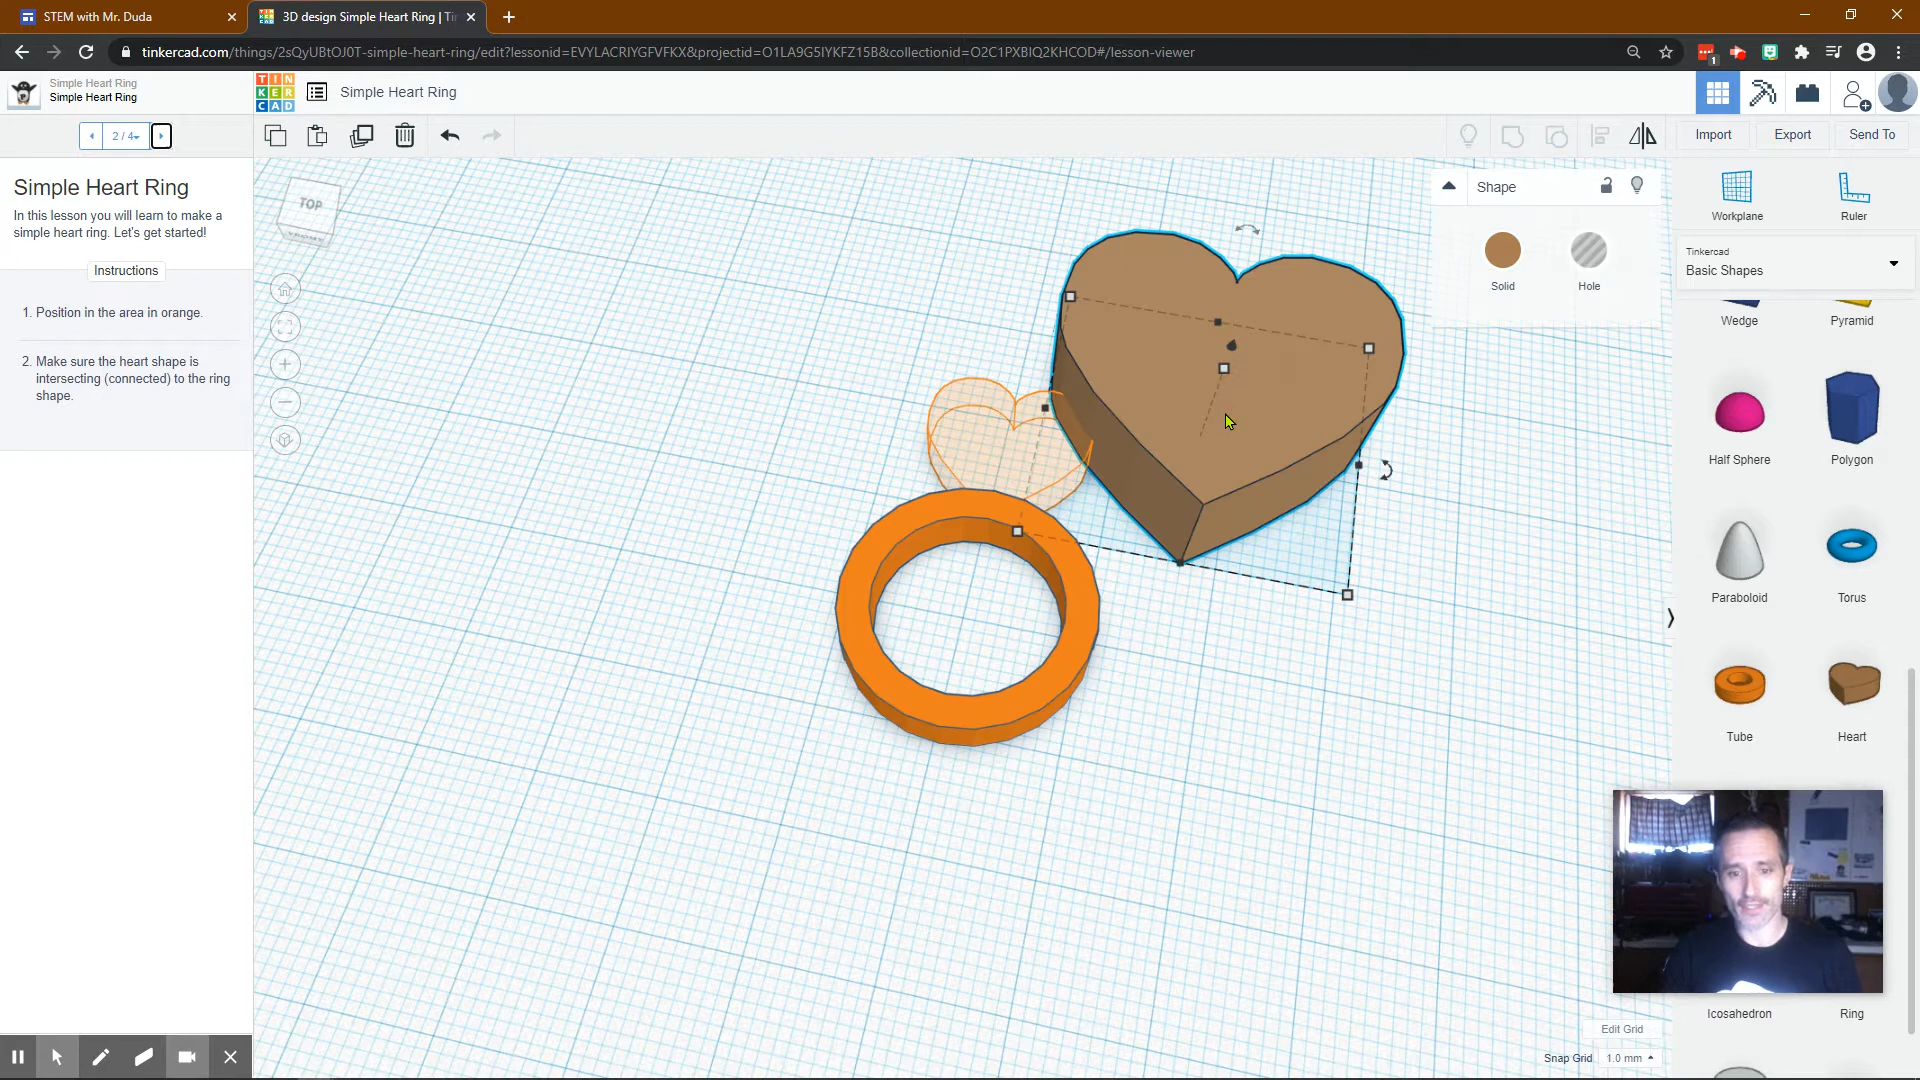 STEM with Mr. Duda
3D design Simple Heart Ring | Ti
tinkercad.com/things/2sQyUBtOJ0T-simple-heart-ring/edit?lessonid=EVYLACRIYGFVFKX&projectid=O1LA9G5IYKFZ15B&collectionid=O2C1PXBIQ2KHCOD#/lesson-viewer
1
Simple Heart Ring
Simple Heart Ring
TIN
KER
CAD
Simple Heart Ring
2 / 4
Import
Export
Send To
Simple Heart Ring
In this lesson you will learn to make a
simple heart ring. Let's get started!
Instructions
1. Position in the area in orange.
2. Make sure the heart shape is
intersecting (connected) to the ring
shape.
TOP
FRONT
Shape
Solid
Hole
Workplane
Ruler
Tinkercad
Basic Shapes
Wedge
Pyramid
Half Sphere
Polygon
Paraboloid
Torus
Tube
Heart
Icosahedron
Ring
Edit Grid
Snap Grid
1.0 mm